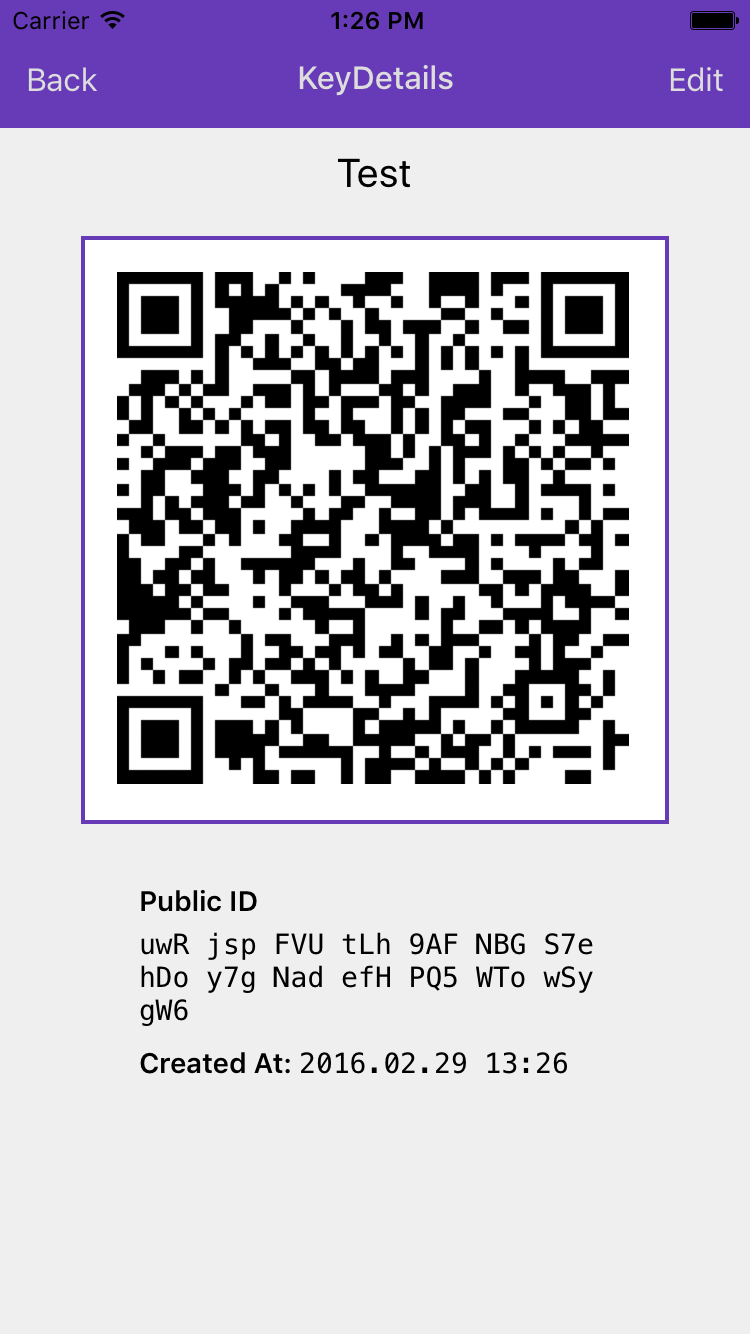 Carrier 1:26 PM
Back KeyDetails Edit
Test
Public ID
uwR jsp FVU tLh 9AF NBG S7e
hDo y7g Nad efH PQ5 WTo wSy
gW6
Created At: 2016.02.29 13:26